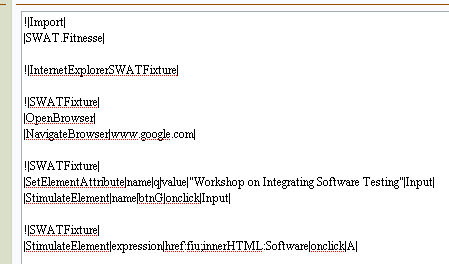 !|Import|
|SWAT.Fitnesse|
!|InternetExplorerSWATFixture|
!|SWATFixture|
|OpenBrowser|
|NavigateBrowser|www.google.com|
!|SWATFixture|
|SetElementAttribute|name|q|value|"Workshop on Integrating Software Testing"|Input|
|StimulateElement|name|btnG|onclick|Input|
!|SWATFixture|
|StimulateElement|expression|href:fiu;innerHTML:Software|onclick|A|